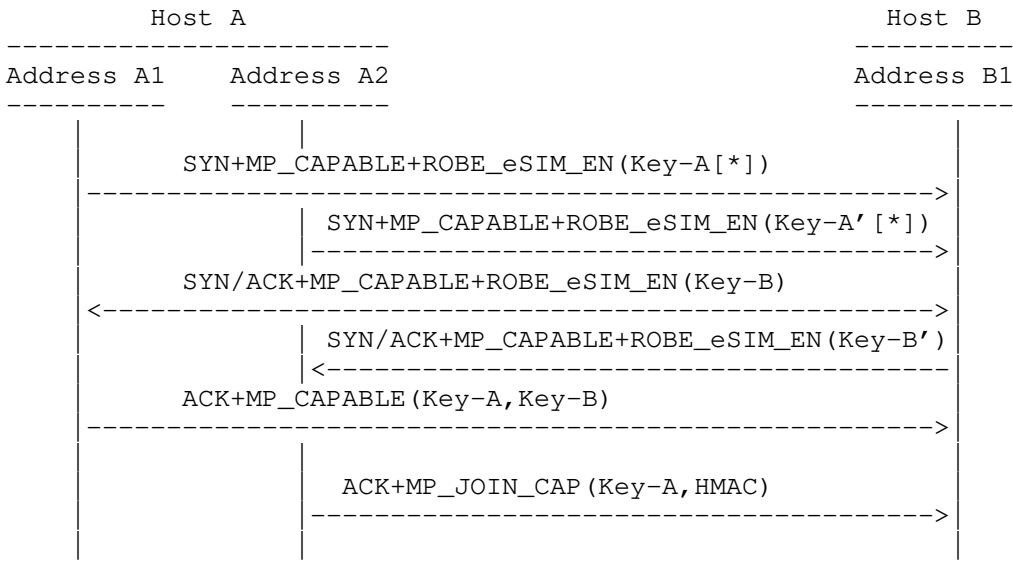 Host A Host B
Address A1 Address A2 Address B1
SYN+MP_CAPABLE+ROBE_eSIM_EN(Key-A[*])
SYN+MP_CAPABLE+ROBE_eSIM_EN(Key-A'[*])
SYN/ACK+MP_CAPABLE+ROBE_eSIM_EN(Key-B)
SYN/ACK+MP_CAPABLE+ROBE_eSIM_EN(Key-B')
ACK+MP_CAPABLE(Key-A,Key-B)
ACK+MP_JOIN_CAP(Key-A,HMAC)